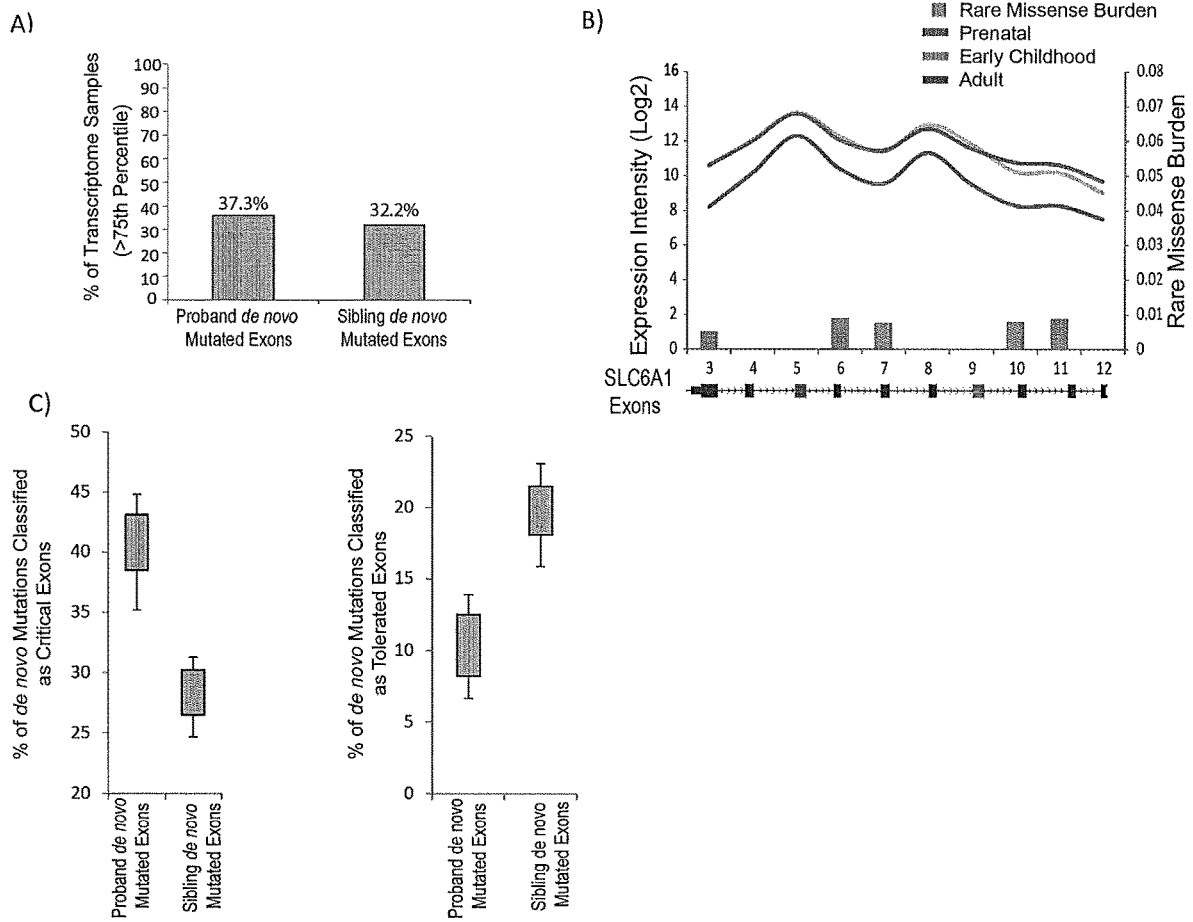 A)
% of Transcriptome Samples
(>75th Percentile)
100
90
80
70
60
50
40
30
20
10
0
37.3%
32.2%
Proband de novo
Mutated Exons
Sibling de novo
Mutated Exons
B)
Rare Missense Burden
Prenatal
Early Childhood
Adult
Expression Intensity (Log2)
16
14
12
10
8
6
4
2
0
0.08
0.07
0.06
0.05
0.04
0.03
0.02
0.01
0
Rare Missense Burden
3 4 5 6 7 8 9 10 11 12
SLC6A1
Exons
C)
% of de novo Mutations Classified
as Critical Exons
50
45
40
35
30
25
20
Proband de novo
Mutated Exons
Sibling de novo
Mutated Exons
% of de novo Mutations Classified
as Tolerated Exons
25
20
15
10
5
0
Proband de novo
Mutated Exons
Sibling de novo
Mutated Exons